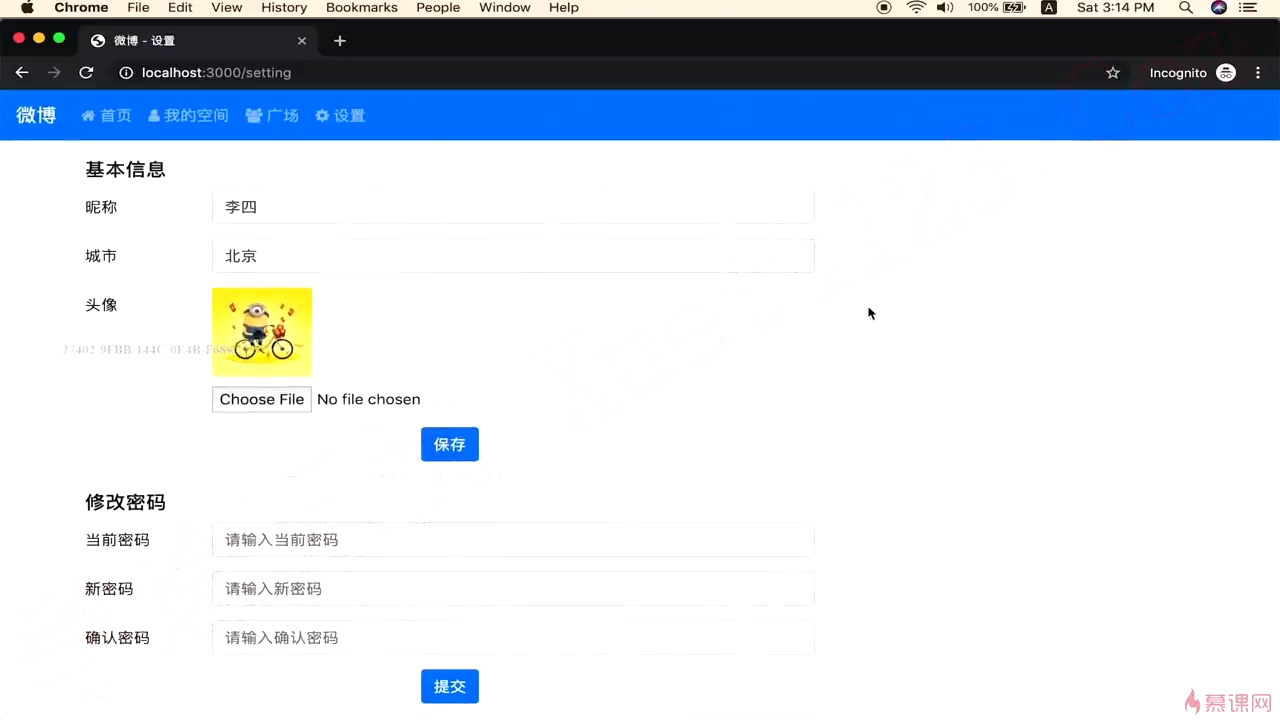 Chrome File Edit View History Bookmarks People Window Help 100% A Sat 3:14 PM
微博 - 设置
localhost:3000/setting Incognito
微博 首页 我的空间 广场 设置
基本信息
昵称 李四
城市 北京
头像
Choose File No file chosen
保存
修改密码
当前密码 请输入当前密码
新密码 请输入新密码
确认密码 请输入确认密码
提交
慕课网